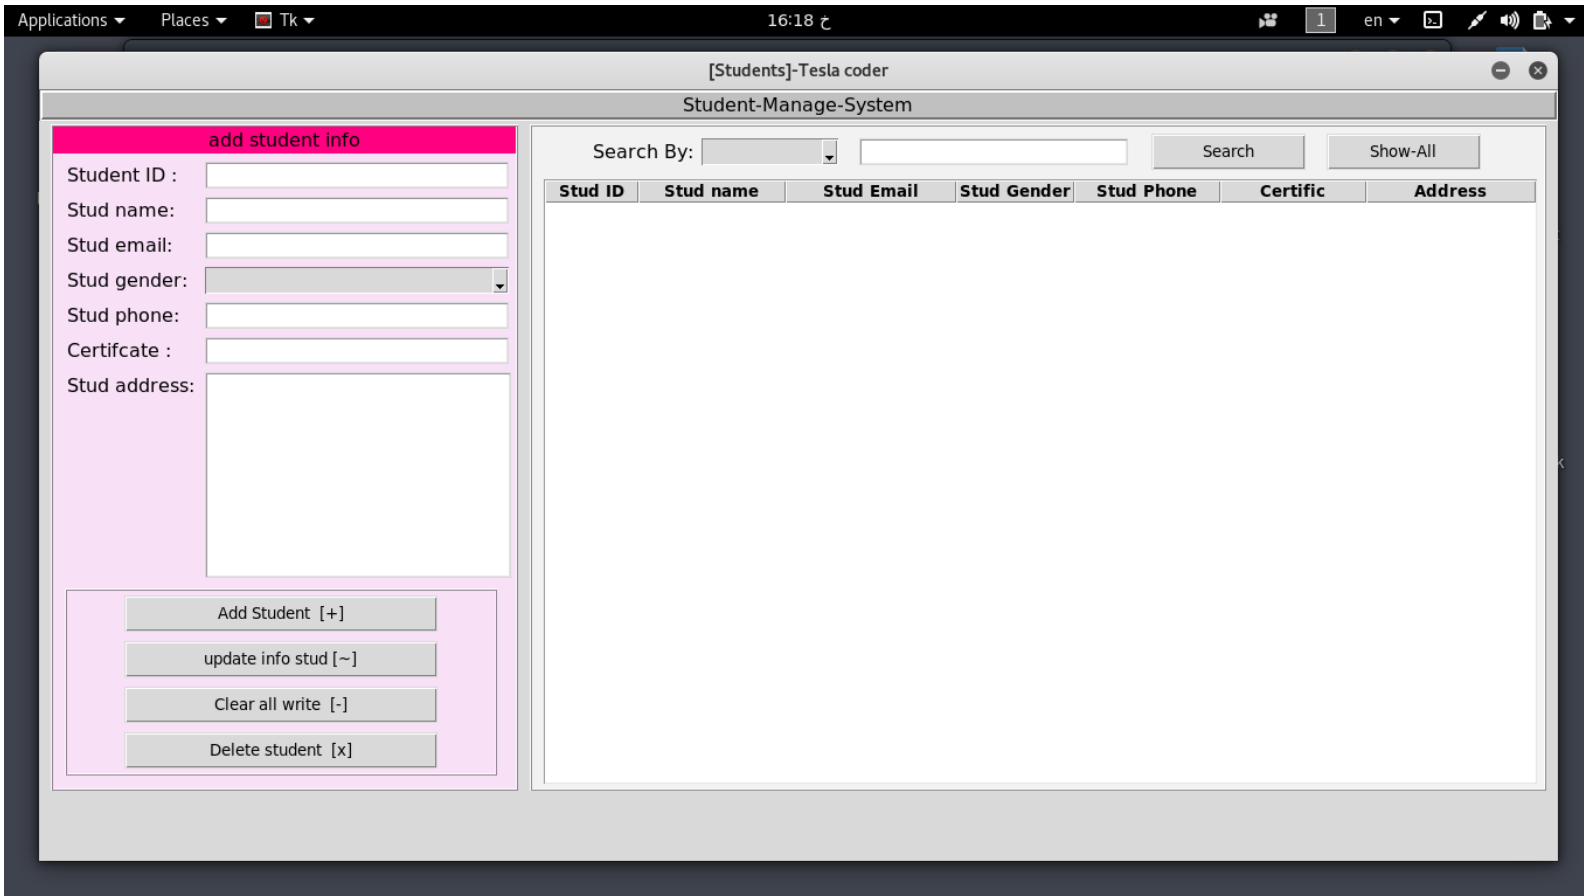 Applications Places Tk 16:18 خ 1 en
[Students]-Tesla coder
Student-Manage-System
add student info
Student ID :
Stud name:
Stud email:
Stud gender:
Stud phone:
Certifcate :
Stud address:
Add Student [+]
update info stud [~]
Clear all write [-]
Delete student [x]
Search By: Search Show-All
Stud ID Stud name Stud Email Stud Gender Stud Phone Certific Address